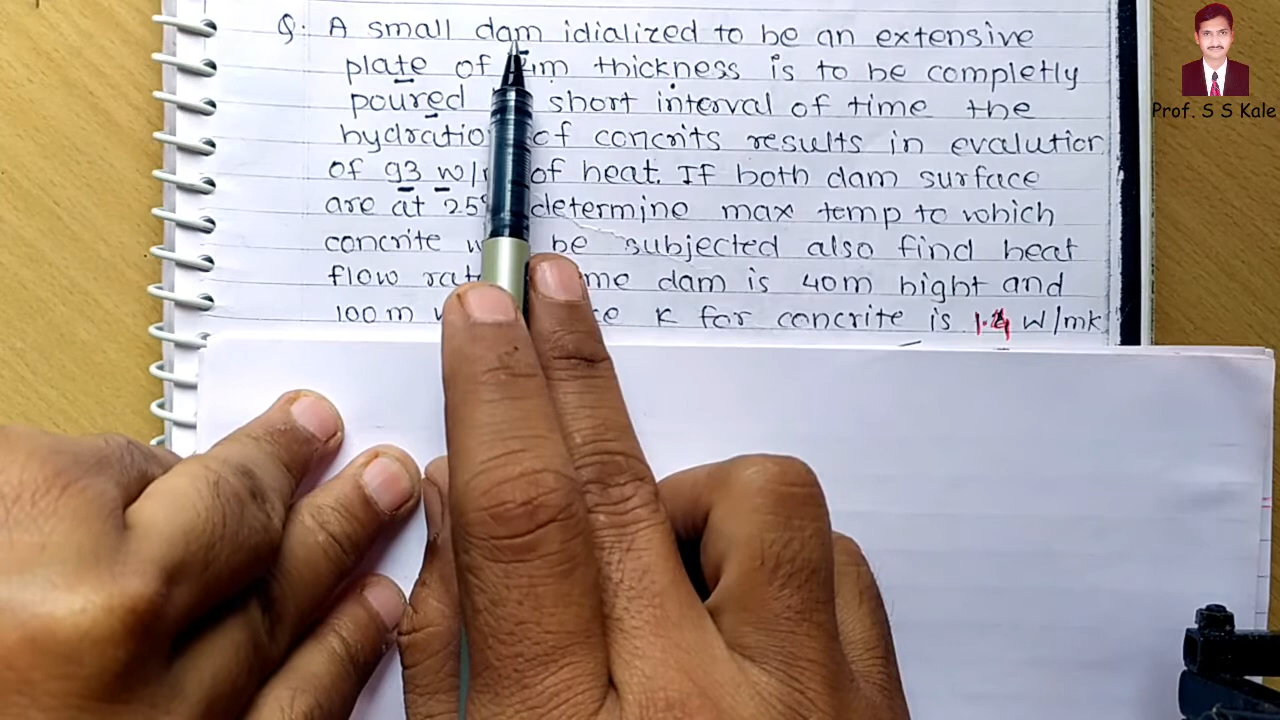 Q. A small dam idialized to be an extensive
plate of thickness is to be completly
poured short interval of time the
hydration of concrits results in evalution
of 93 w/ of heat. If both dam surface
are at 25° determine max temp to which
concrite be subjected also find heat
flow dam is 40m hight and
100m K for concrite is 1.4 W/mk
Prof. S S Kale